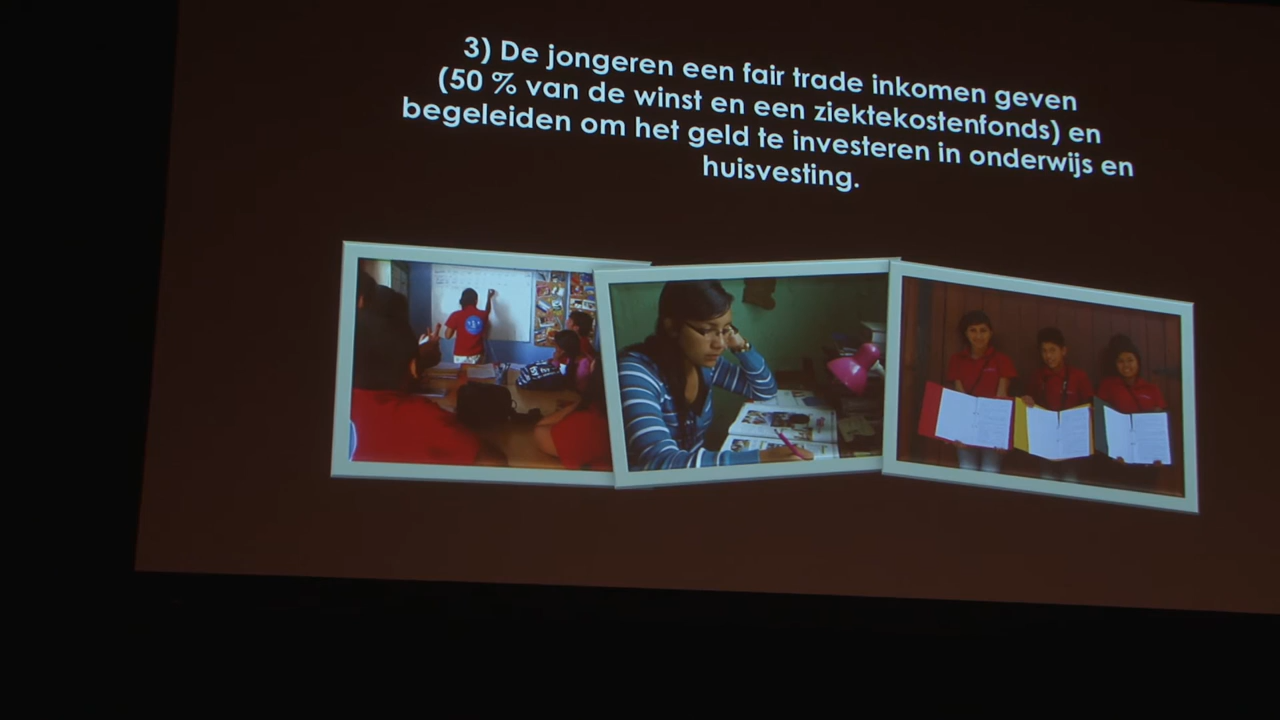 3) De jongeren een fair trade inkomen geven
(50 % van de winst en een ziektekostenfonds) en
begeleiden om het geld te investeren in onderwijs en
huisvesting.